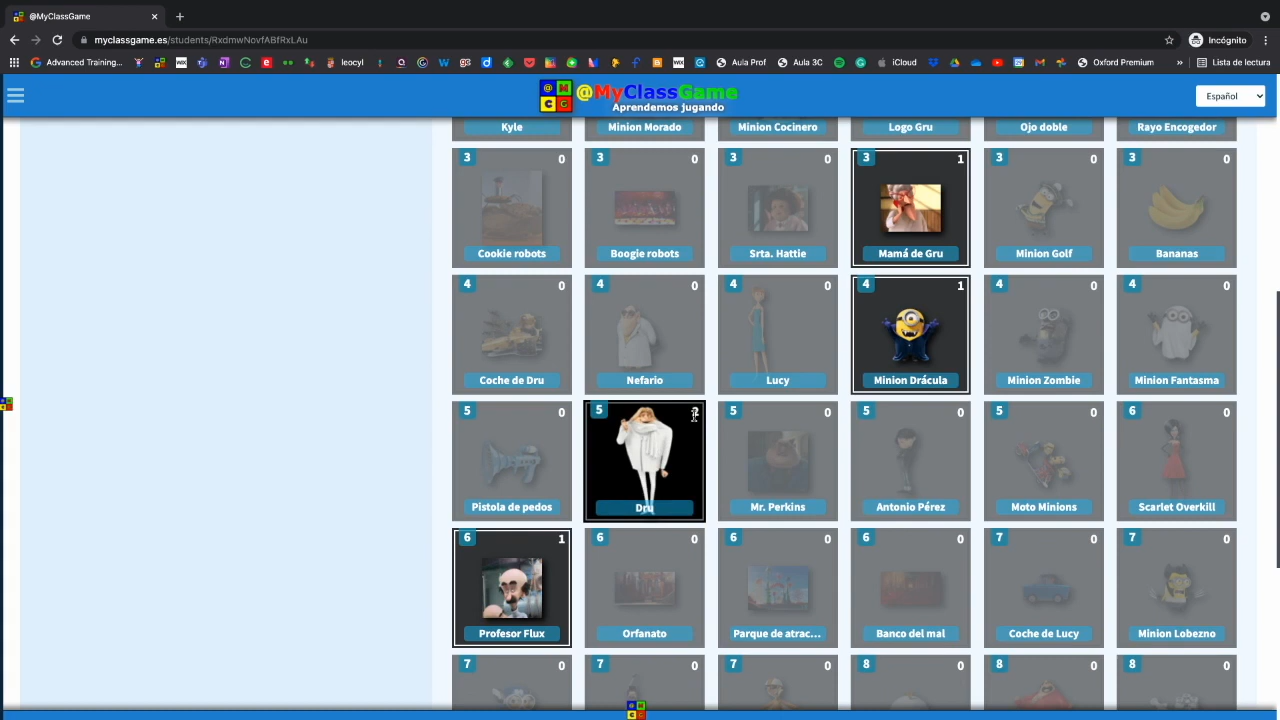 @MyClassGame
myclassgame.es/students/RxdmwNovfABfRxLAu
Incógnito
Advanced Training...
leocyl
Aula Prof
Aula 3C
iCloud
Oxford Premium
Lista de lectura
@MyClassGame
Aprendemos jugando
Español
Kyle
Minion Morado
Minion Cocinero
Logo Gru
Ojo doble
Rayo Encogedor
3 0 3 0 3 0 3 1 3 0 3 0
Cookie robots
Boogie robots
Srta. Hattie
Mamá de Gru
Minion Golf
Bananas
4 0 4 0 4 0 4 1 4 0 4 0
Coche de Dru
Nefario
Lucy
Minion Drácula
Minion Zombie
Minion Fantasma
5 0 5 5 0 5 0 5 0 6 0
Pistola de pedos
Dru
Mr. Perkins
Antonio Pérez
Moto Minions
Scarlet Overkill
6 1 6 0 6 0 6 0 7 0 7 0
Profesor Flux
Orfanato
Parque de atrac...
Banco del mal
Coche de Lucy
Minion Lobezno
7 0 7 0 7 0 8 0 8 0 8 0